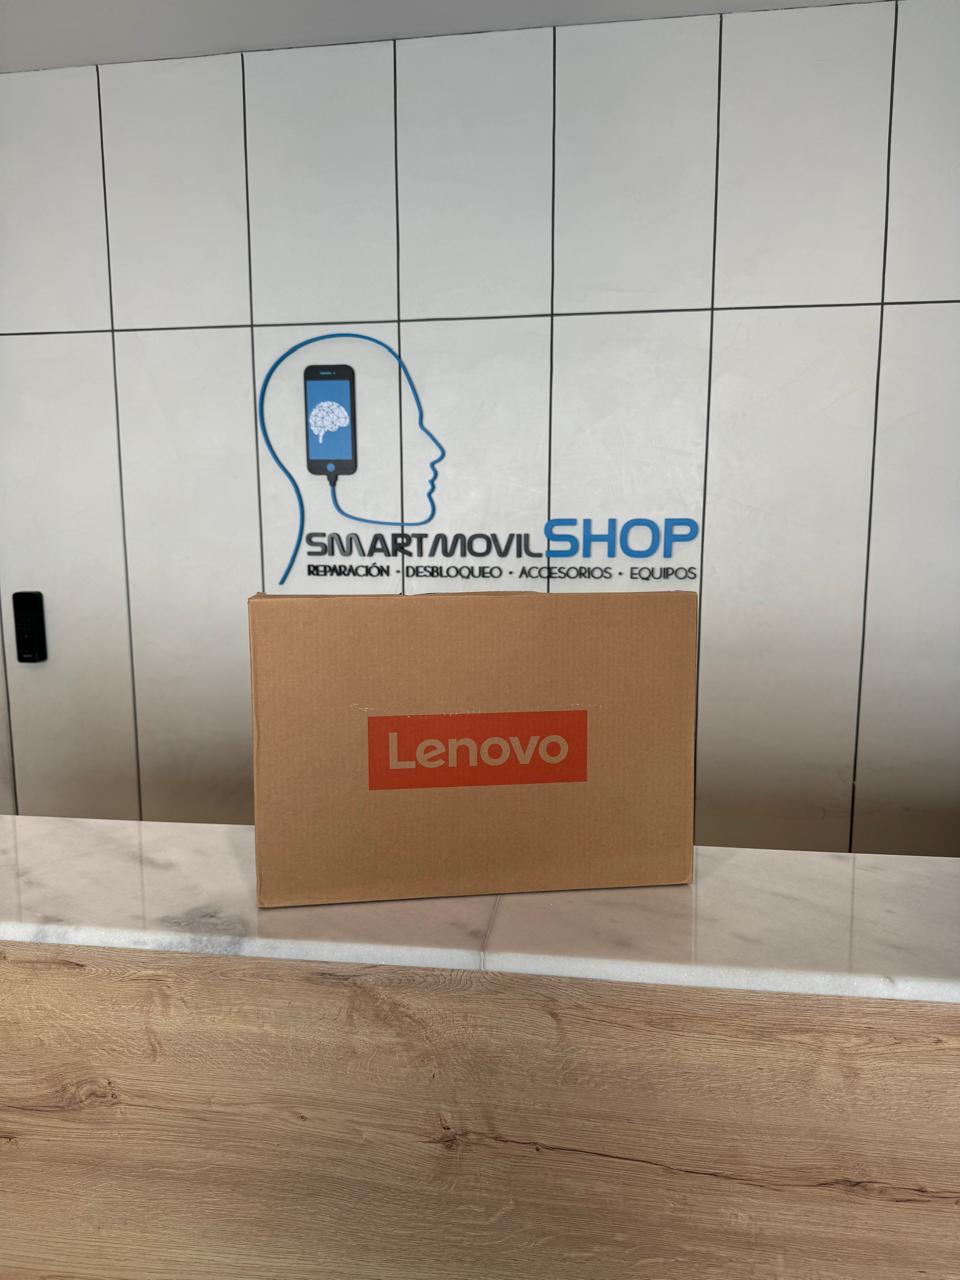 SMARTMOVILSHOP
REPARACIÓN • DESBLOQUEO • ACCESORIOS • EQUIPOS
Lenovo